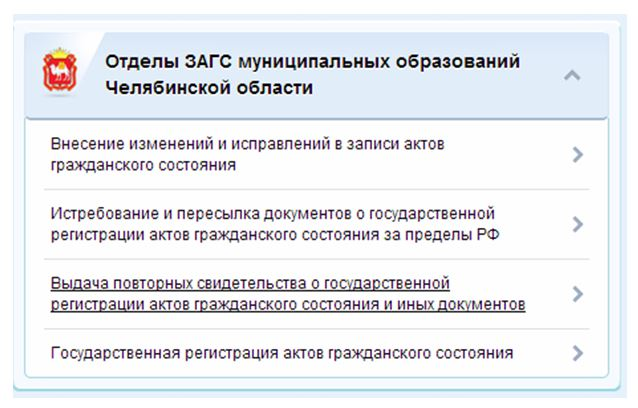 Отделы ЗАГС муниципальных образований
Челябинской области
Внесение изменений и исправлений в записи актов
гражданского состояния
Истребование и пересылка документов о государственной
регистрации актов гражданского состояния за пределы РФ
Выдача повторных свидетельства о государственной
регистрации актов гражданского состояния и иных документов
Государственная регистрация актов гражданского состояния